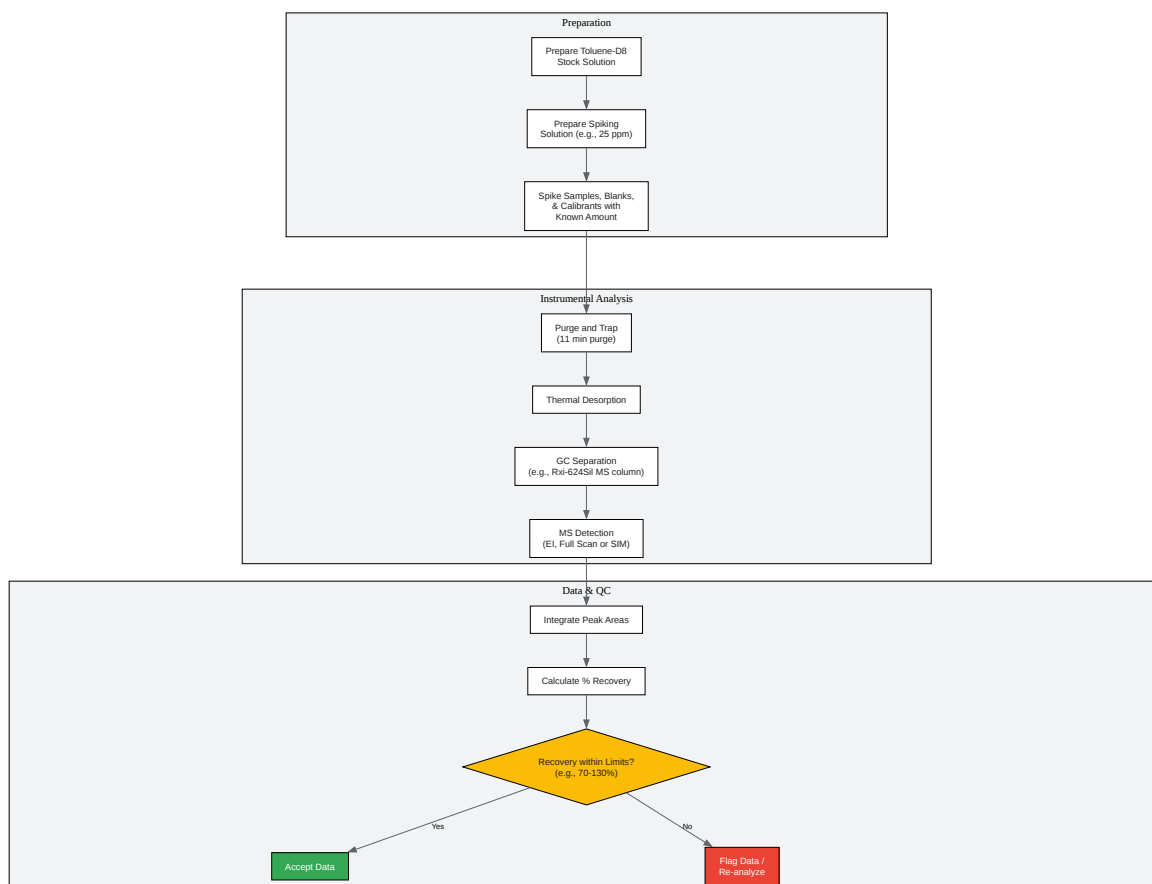 Preparation
Prepare Toluene-D8
Stock Solution
Prepare Spiking
Solution (e.g., 25 ppm)
Spike Samples, Blanks,
& Calibrants with
Known Amount
Instrumental Analysis
Purge and Trap
(11 min purge)
Thermal Desorption
GC Separation
(e.g., Rxi-624Sil MS column)
MS Detection
(EI, Full Scan or SIM)
Data & QC
Integrate Peak Areas
Calculate % Recovery
Recovery within Limits?
(e.g., 70-130%)
Yes
No
Accept Data
Flag Data /
Re-analyze